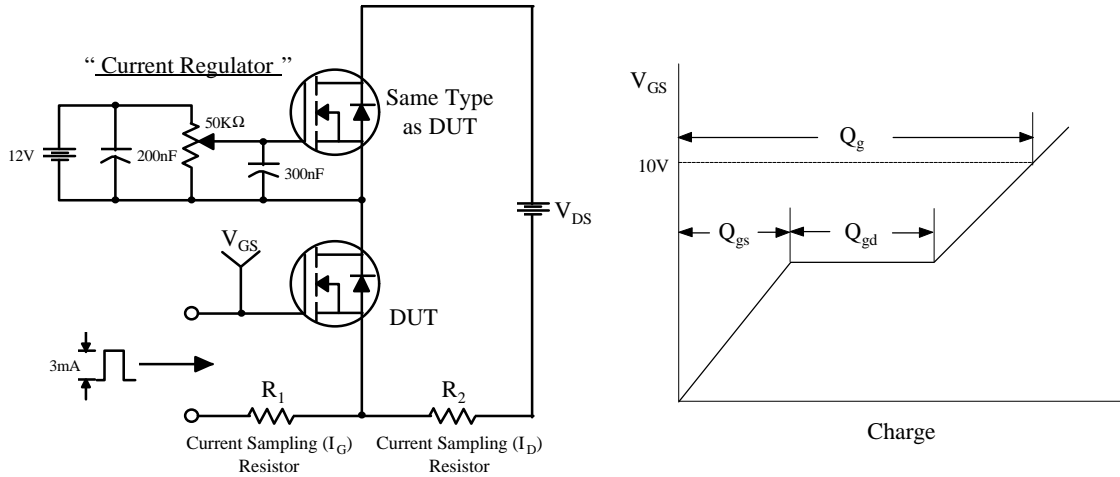 “ Current Regulator ”
50KΩ
12V
200nF
300nF
Same Type
as DUT
V_DS
V_GS
DUT
3mA
R_1
R_2
Current Sampling (I_G)
Resistor
Current Sampling (I_D)
Resistor
V_GS
10V
Q_g
Q_gs
Q_gd
Charge